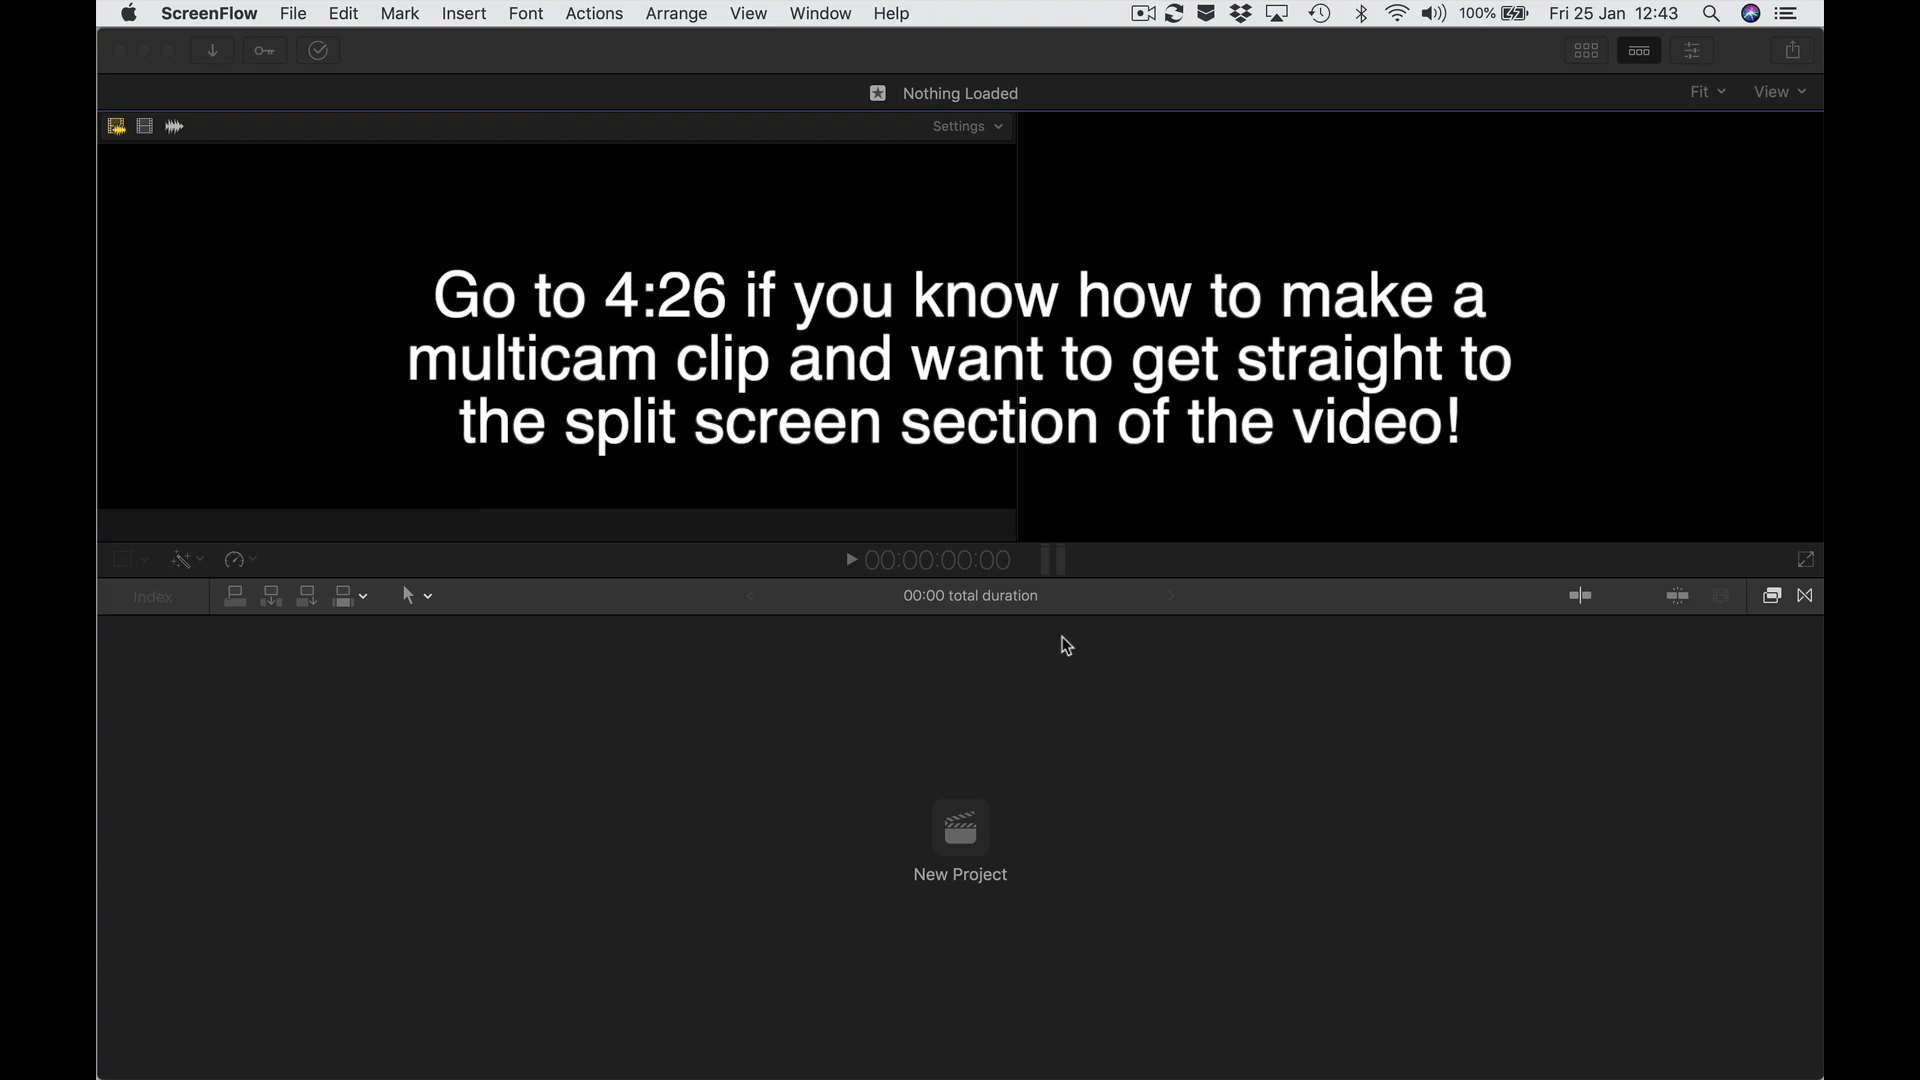 ScreenFlow File Edit Mark Insert Font Actions Arrange View Window Help 100% Fri 25 Jan 12:43
Nothing Loaded Fit View
Settings
Go to 4:26 if you know how to make a
multicam clip and want to get straight to
the split screen section of the video!
00:00:00:00
Index 00:00 total duration
New Project